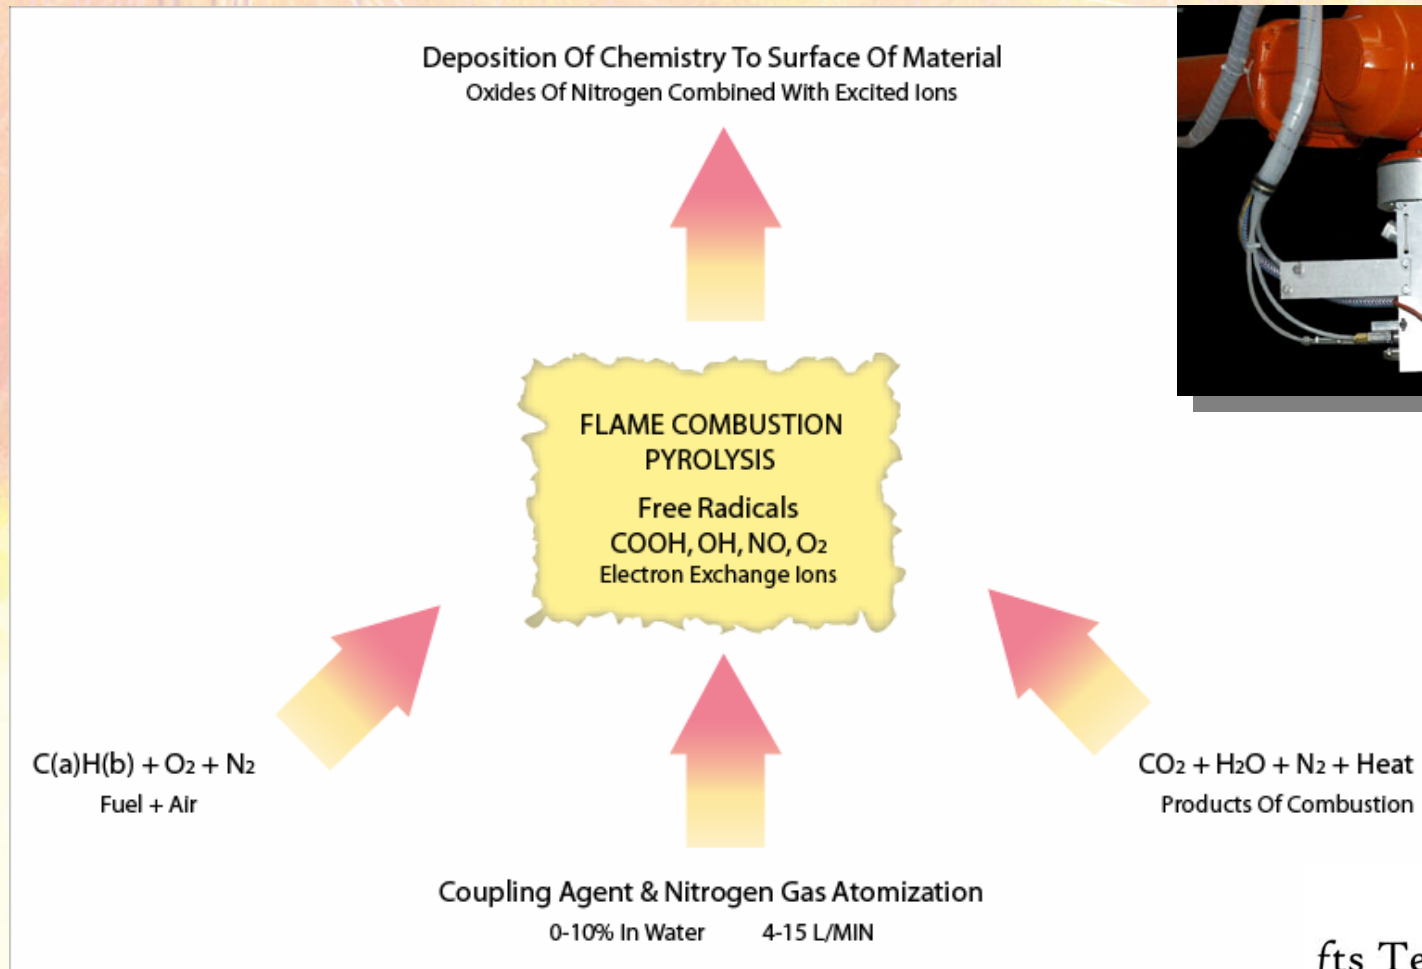 Deposition Of Chemistry To Surface Of Material
Oxides Of Nitrogen Combined With Excited Ions
FLAME COMBUSTION
PYROLYSIS
Free Radicals
COOH, OH, NO, O₂
Electron Exchange Ions
C(a)H(b) + O₂ + N₂
Fuel + Air
CO₂ + H₂O + N₂ + Heat
Products Of Combustion
Coupling Agent & Nitrogen Gas Atomization
0-10% In Water 4-15 L/MIN
fts Te